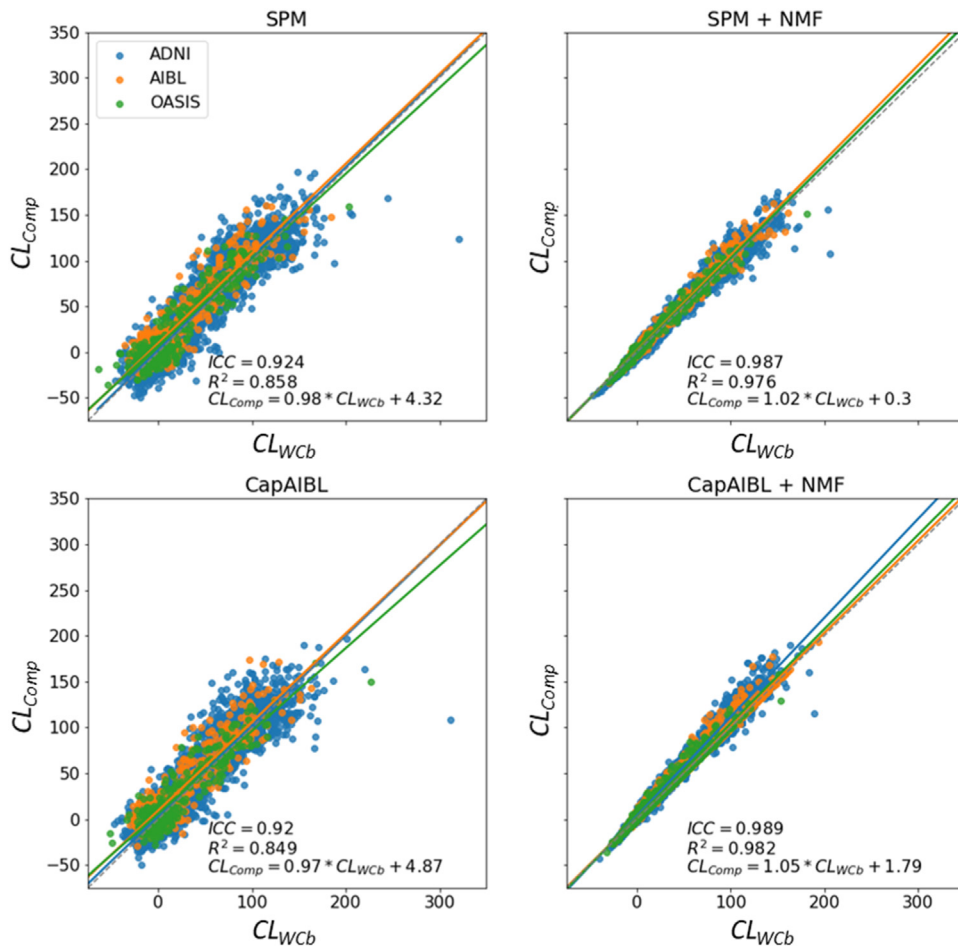 SPM
350
300
250
200
150
100
50
0
−50
CL_Comp
ADNI
AIBL
OASIS
ICC = 0.924
R² = 0.858
CL_Comp = 0.98 * CL_WCb + 4.32
CL_WCb
SPM + NMF
CL_Comp
ICC = 0.987
R² = 0.976
CL_Comp = 1.02 * CL_WCb + 0.3
CL_WCb
CapAIBL
350
300
250
200
150
100
50
0
−50
CL_Comp
ICC = 0.92
R² = 0.849
CL_Comp = 0.97 * CL_WCb + 4.87
0 100 200 300
CL_WCb
CapAIBL + NMF
CL_Comp
ICC = 0.989
R² = 0.982
CL_Comp = 1.05 * CL_WCb + 1.79
0 100 200 300
CL_WCb